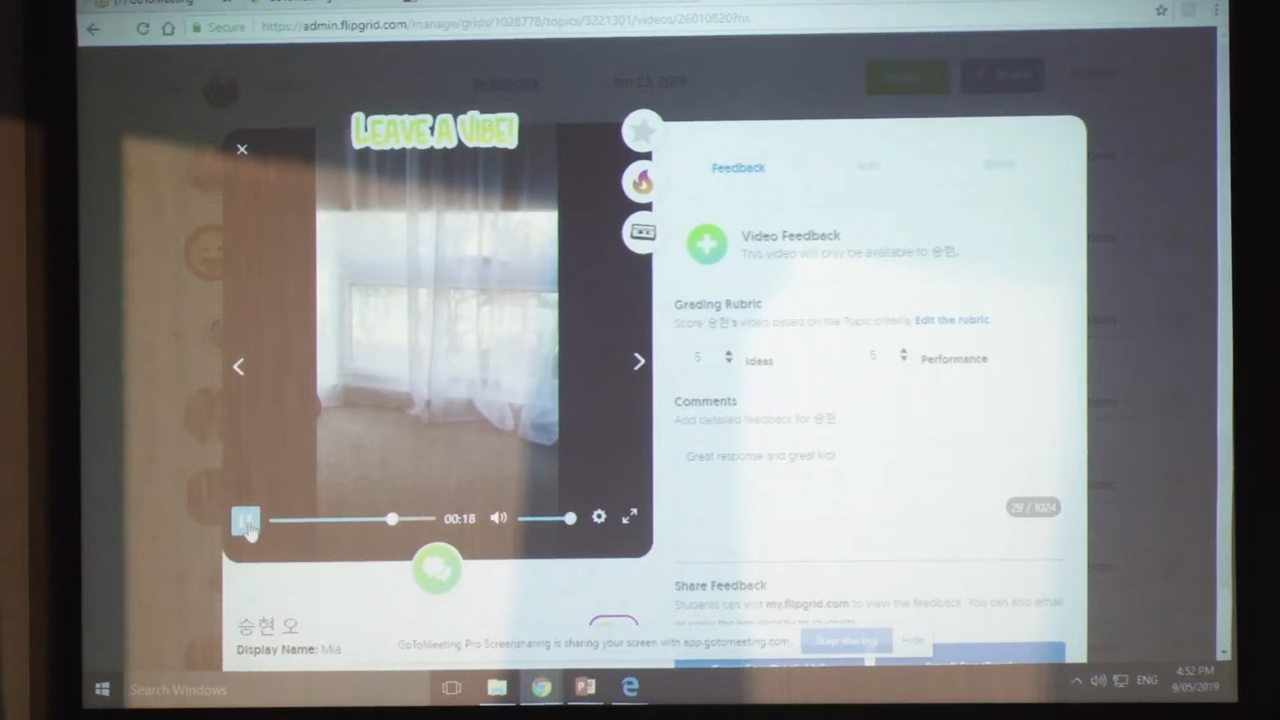 Secure https://admin.flipgrid.com/manage/grids/1028778/topics/3221301/videos/26010820?ns
2019
LEAVE A VIBE!
Feedback
Video Feedback
This video will only be available to 승현.
Grading Rubric
Score 승현's video based on the Topic criteria. Edit the rubric
5 Ideas 5 Performance
Comments
Add detailed feedback for 승현
Great response and great kid!
29 / 1024
00:18
Share Feedback
Students can visit my.flipgrid.com to view the feedback. You can also email
승현 오
Display Name: Mia
GoToMeeting Pro Screensharing is sharing your screen with app.gotomeeting.com.
Stop sharing
Hide
Search Windows
ENG
4:52 PM
9/05/2019